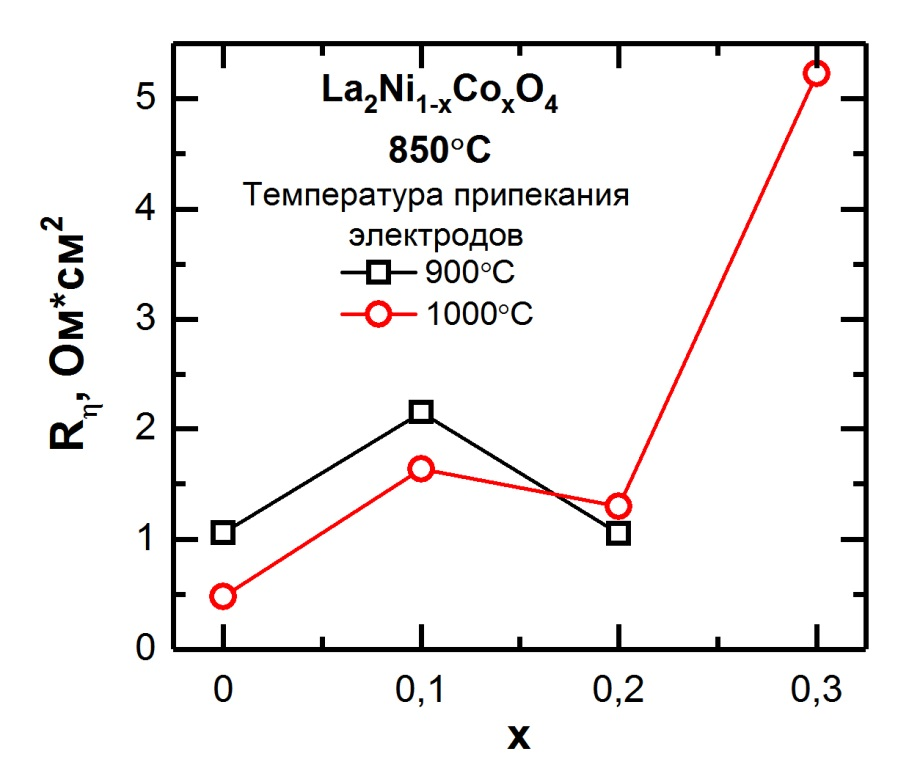 La₂Ni₁₋ₓCoₓO₄
850°C
Температура припекания
электродов
900°C
1000°C
R_η, Ом*см²
5
4
3
2
1
0
0 0,1 0,2 0,3
x